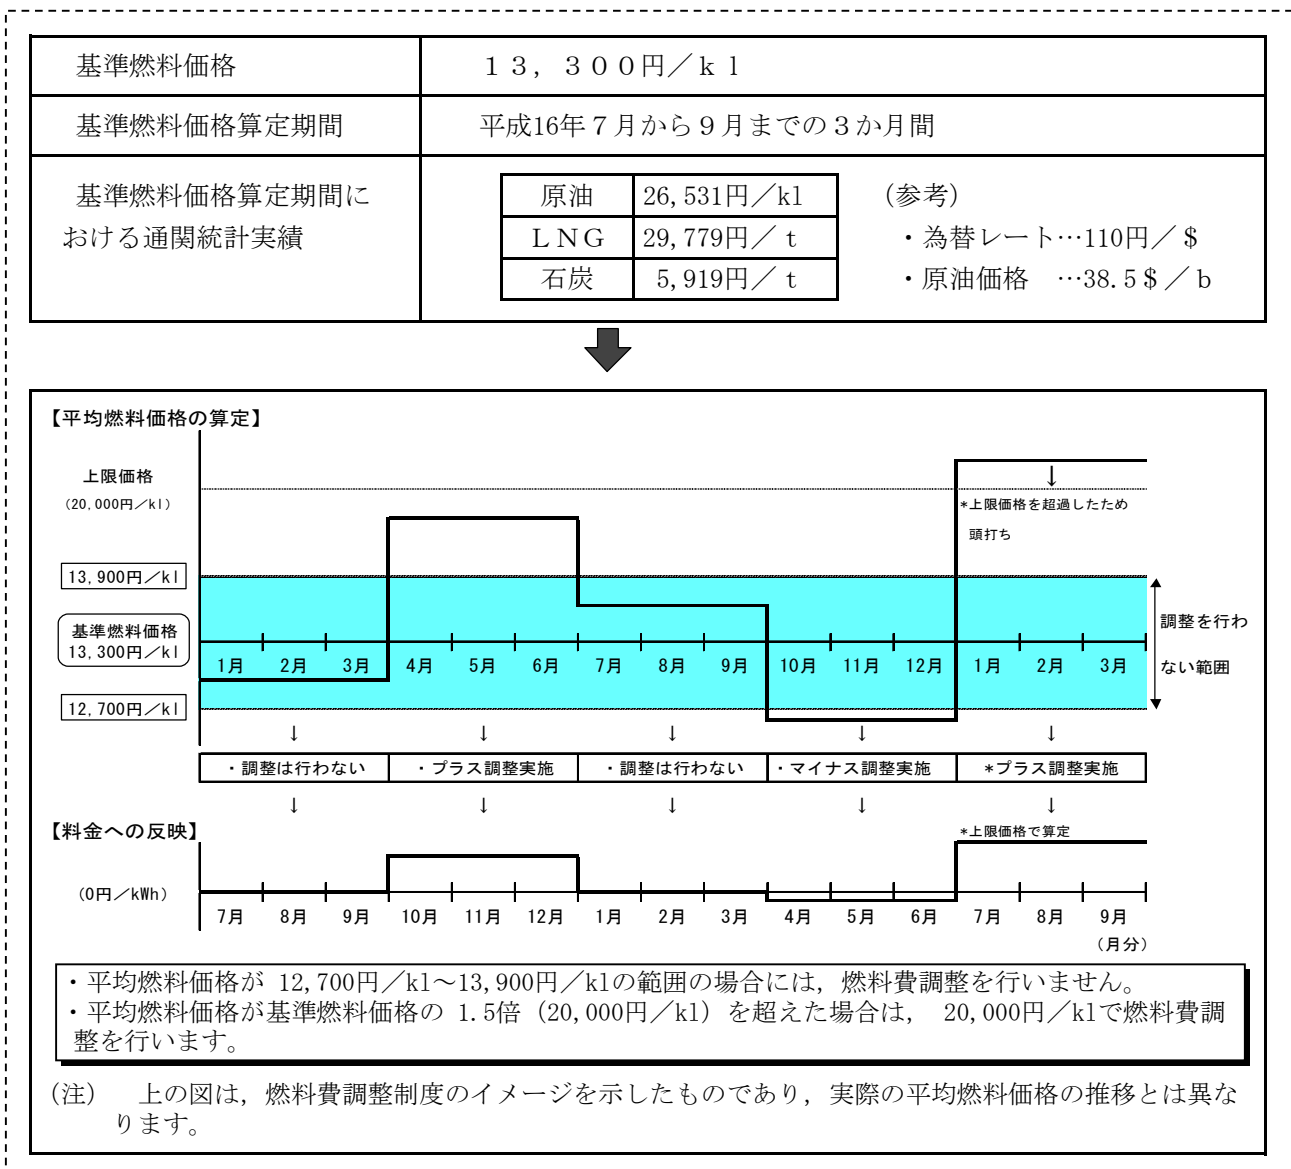 基準燃料価格
１３，３００円／ｋｌ
基準燃料価格算定期間
平成16年７月から９月までの３か月間
基準燃料価格算定期間に
おける通関統計実績
原油 26,531円／kl
ＬＮＧ 29,779円／ｔ
石炭 5,919円／ｔ
（参考）
・為替レート…110円／＄
・原油価格 …38.5＄／ｂ
【平均燃料価格の算定】
上限価格
（20,000円／kl）
↓
*上限価格を超過したため
頭打ち
13,900円／kl
基準燃料価格
13,300円／kl
調整を行わ
ない範囲
1月 2月 3月 4月 5月 6月 7月 8月 9月 10月 11月 12月 1月 2月 3月
12,700円／kl
↓ ↓ ↓ ↓ ↓
・調整は行わない ・プラス調整実施 ・調整は行わない ・マイナス調整実施 *プラス調整実施
↓ ↓ ↓ ↓ ↓
【料金への反映】
*上限価格で算定
（0円／kWh）
7月 8月 9月 10月 11月 12月 1月 2月 3月 4月 5月 6月 7月 8月 9月
（月分）
・平均燃料価格が 12,700円／kl～13,900円／klの範囲の場合には，燃料費調整を行いません。
・平均燃料価格が基準燃料価格の 1.5倍（20,000円／kl）を超えた場合は， 20,000円／klで燃料費調
整を行います。
（注） 上の図は，燃料費調整制度のイメージを示したものであり，実際の平均燃料価格の推移とは異な
ります。